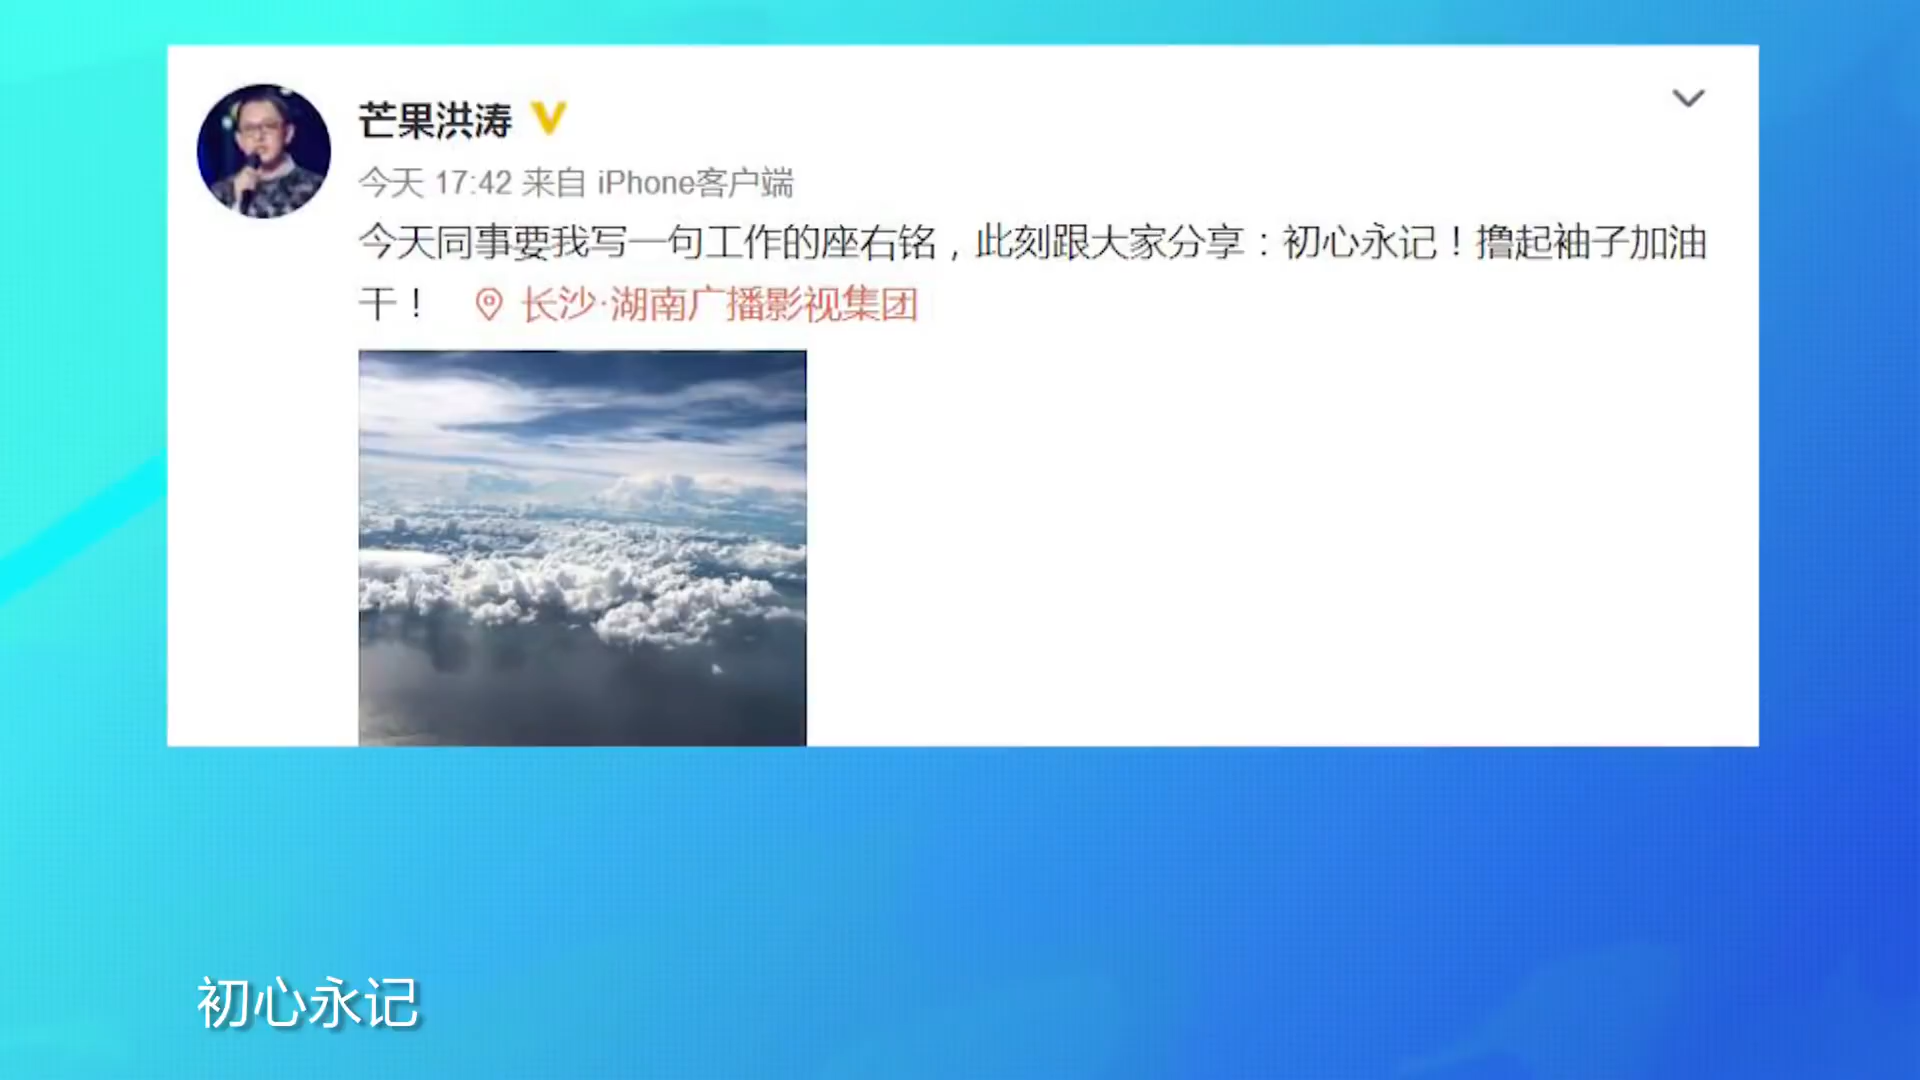 芒果洪涛
今天 17:42 来自 iPhone客户端
今天同事要我写一句工作的座右铭，此刻跟大家分享：初心永记！撸起袖子加油
干！ 长沙·湖南广播影视集团
初心永记